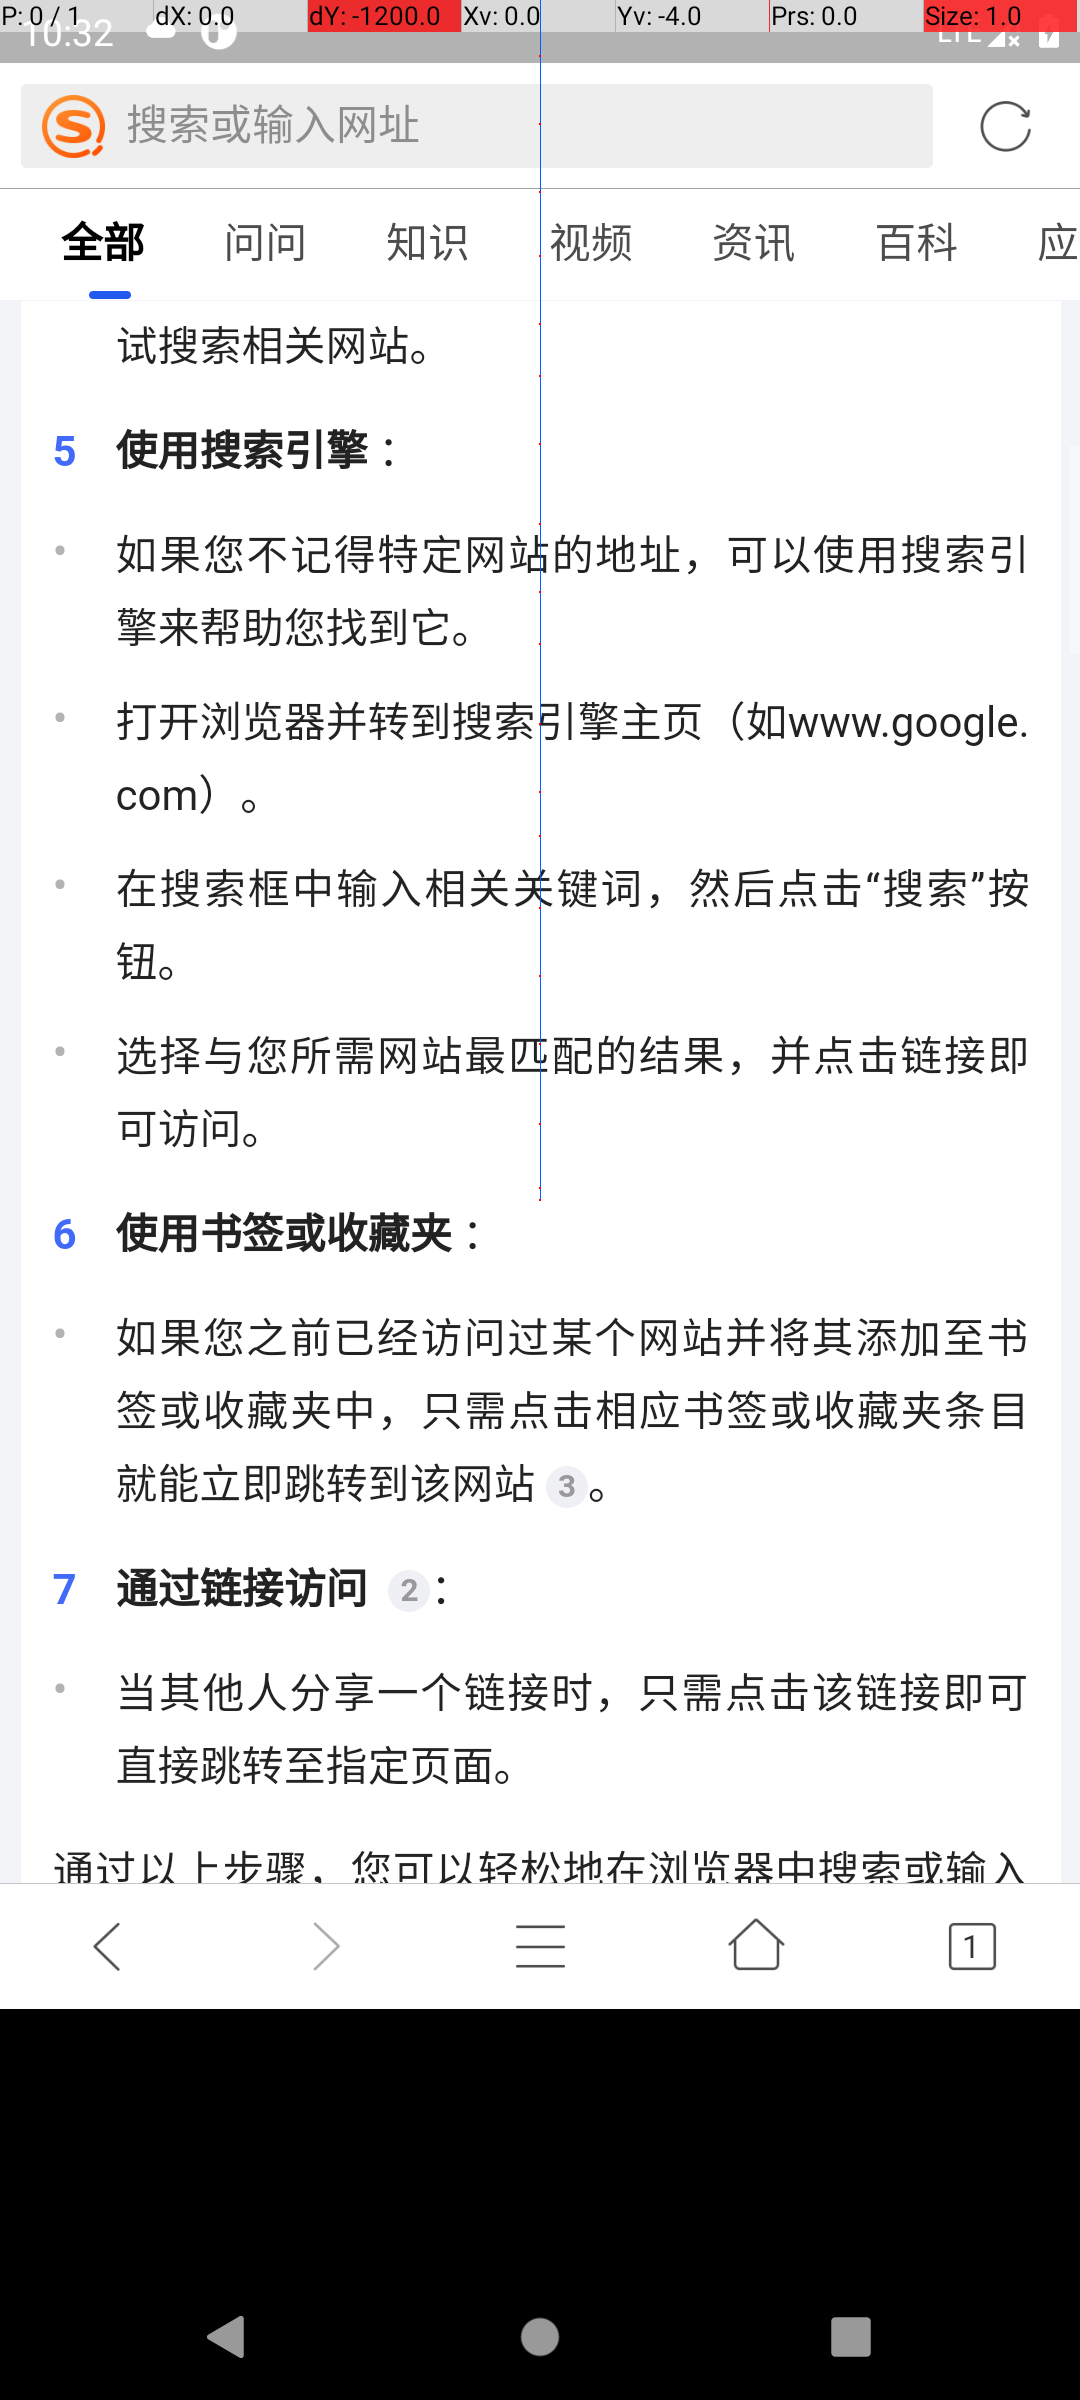 P: 0 / 1 dX: 0.0 dY: -1200.0 Xv: 0.0 Yv: -4.0 Prs: 0.0 Size: 1.0
10:32 LTE
搜索或输入网址
全部 问问 知识 视频 资讯 百科 应
试搜索相关网站。
5 使用搜索引擎：
• 如果您不记得特定网站的地址，可以使用搜索引
擎来帮助您找到它。
• 打开浏览器并转到搜索引擎主页（如www.google.
com）。
• 在搜索框中输入相关关键词，然后点击“搜索”按
钮。
• 选择与您所需网站最匹配的结果，并点击链接即
可访问。
6 使用书签或收藏夹：
• 如果您之前已经访问过某个网站并将其添加至书
签或收藏夹中，只需点击相应书签或收藏夹条目
就能立即跳转到该网站 3。
7 通过链接访问 2：
• 当其他人分享一个链接时，只需点击该链接即可
直接跳转至指定页面。
通过以上步骤，您可以轻松地在浏览器中搜索或输入
1